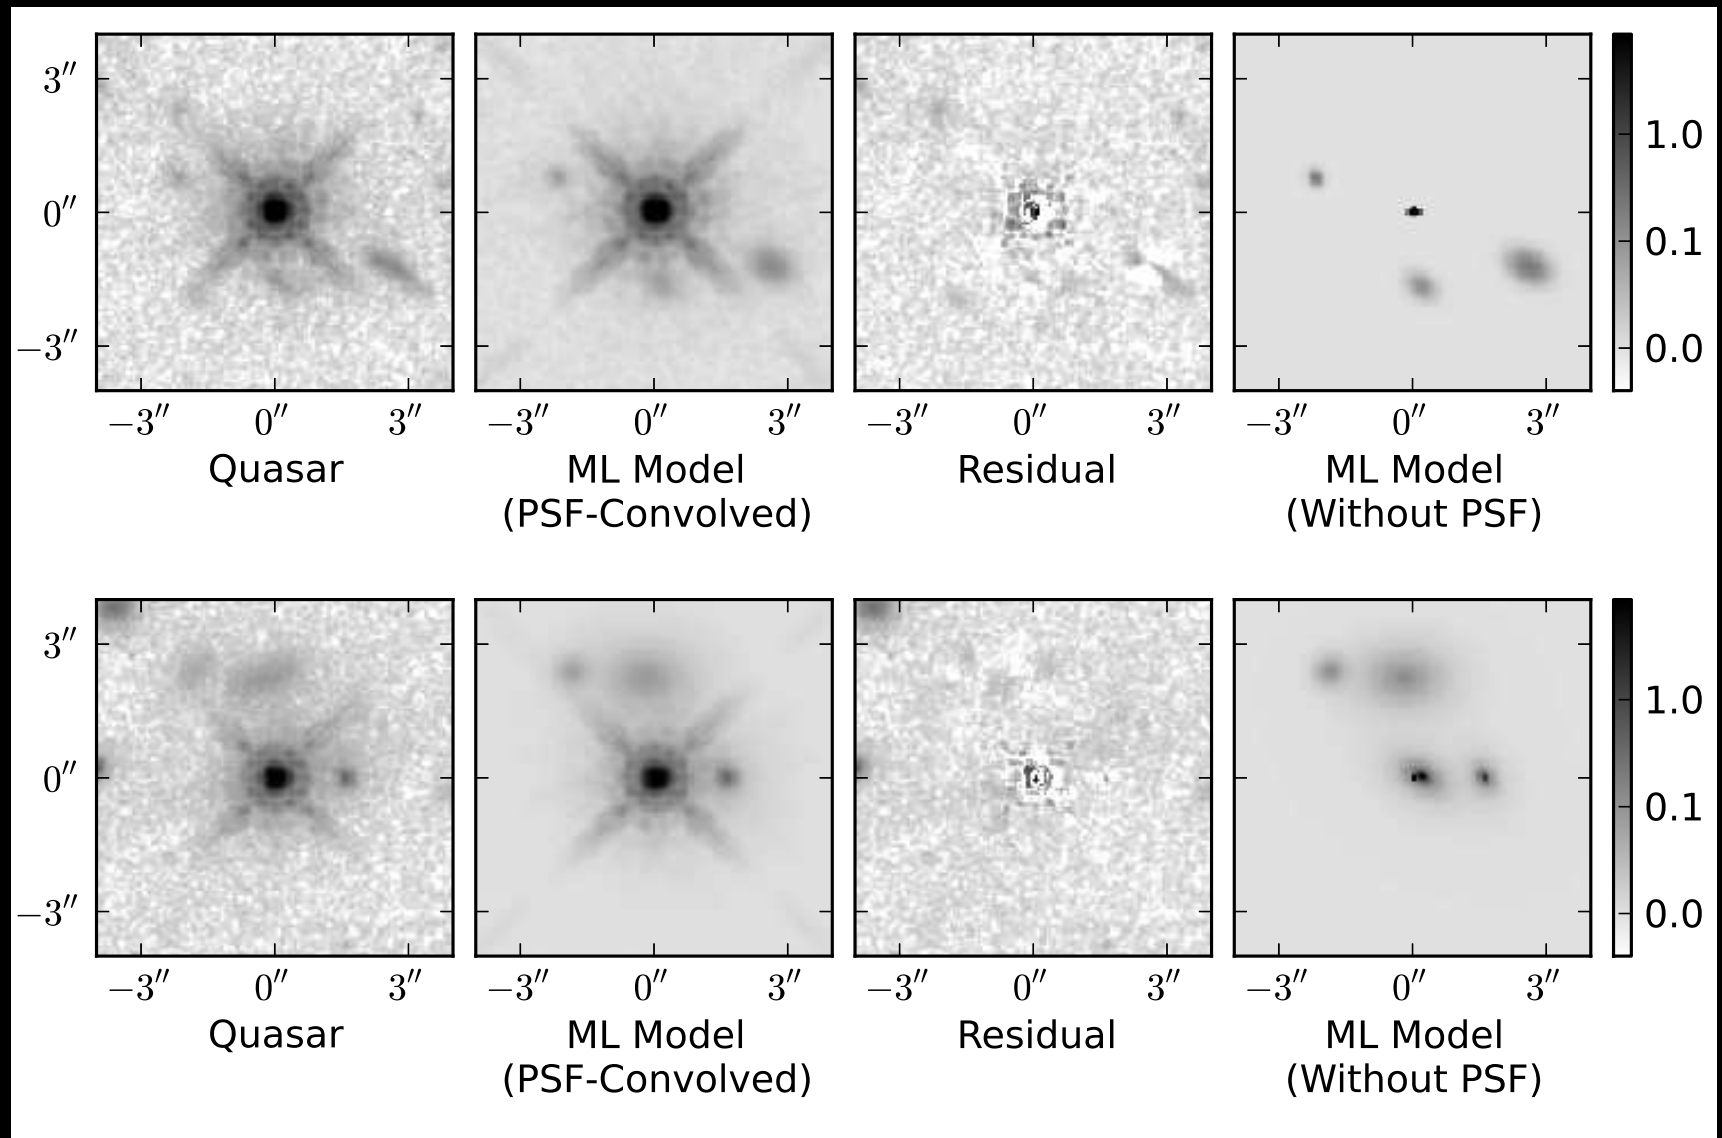 3″
0″
−3″
1.0
0.1
0.0
−3″ 0″ 3″ −3″ 0″ 3″ −3″ 0″ 3″ −3″ 0″ 3″
Quasar ML Model Residual ML Model
(PSF-Convolved) (Without PSF)
3″
0″
−3″
1.0
0.1
0.0
−3″ 0″ 3″ −3″ 0″ 3″ −3″ 0″ 3″ −3″ 0″ 3″
Quasar ML Model Residual ML Model
(PSF-Convolved) (Without PSF)